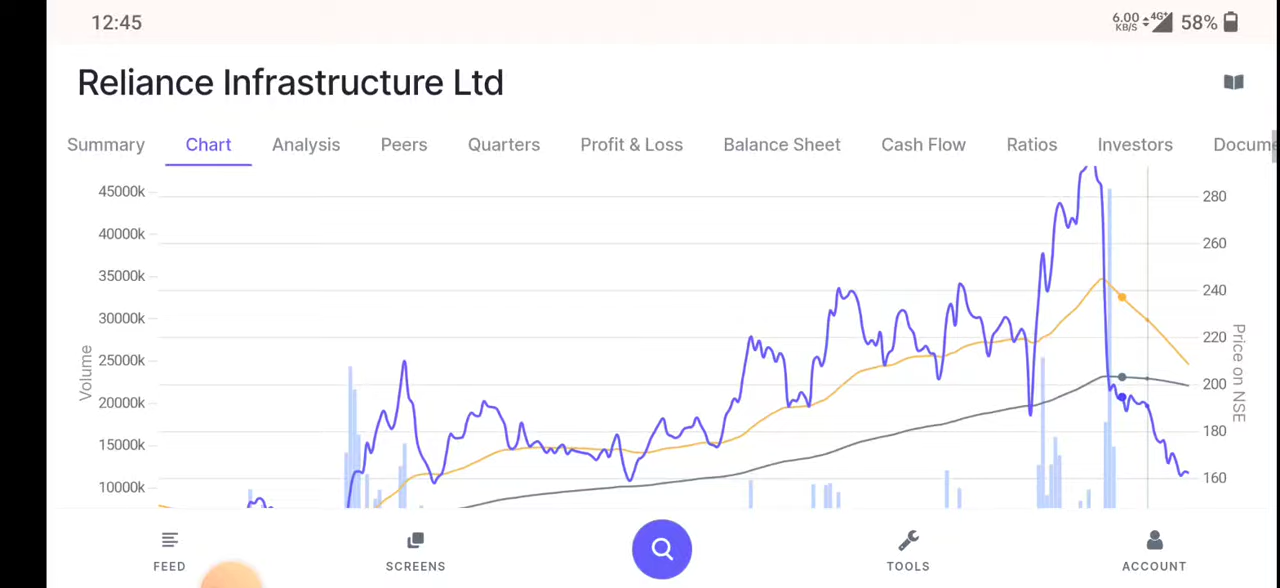 12:45
6.00 KB/S 4G+ 58%
Reliance Infrastructure Ltd
Summary Chart Analysis Peers Quarters Profit & Loss Balance Sheet Cash Flow Ratios Investors Docume
45000k
40000k
35000k
30000k
25000k
20000k
15000k
10000k
Volume
280
260
240
220
200
180
160
Price on NSE
FEED SCREENS TOOLS ACCOUNT